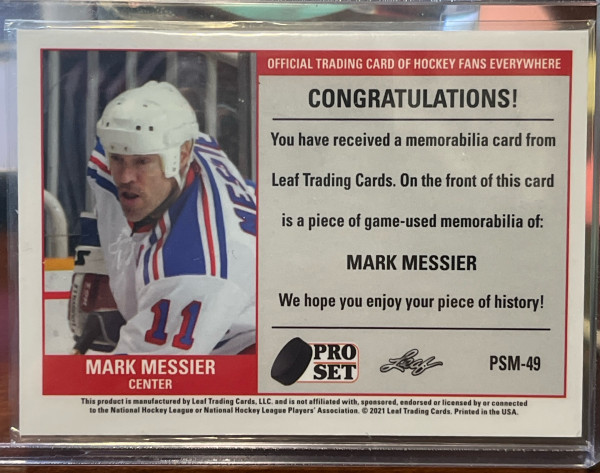 OFFICIAL TRADING CARD OF HOCKEY FANS EVERYWHERE
CONGRATULATIONS!
You have received a memorabilia card from
Leaf Trading Cards. On the front of this card
is a piece of game-used memorabilia of:
MARK MESSIER
We hope you enjoy your piece of history!
11
MARK MESSIER
CENTER
PRO
SET
Leaf
PSM-49
This product is manufactured by Leaf Trading Cards, LLC. and is not affiliated with, sponsored, endorsed or licensed by or connected
to the National Hockey League or National Hockey League Players' Association. © 2021 Leaf Trading Cards. Printed in the USA.